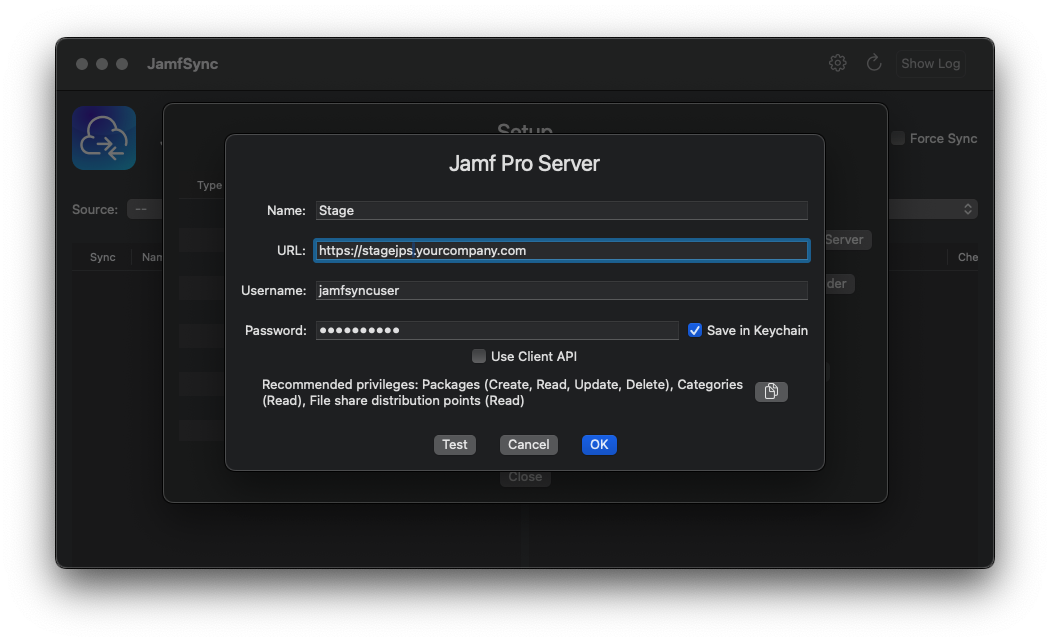 JamfSync
Show Log
Setup
Force Sync
Jamf Pro Server
Type
Name: Stage
Source: --
URL: https://stagejps.yourcompany.com
Server
Sync
Nam
Che
Username: jamfsyncuser
der
Password: ●●●●●●●●●●
Save in Keychain
Use Client API
Recommended privileges: Packages (Create, Read, Update, Delete), Categories
(Read), File share distribution points (Read)
Test
Cancel
OK
Close